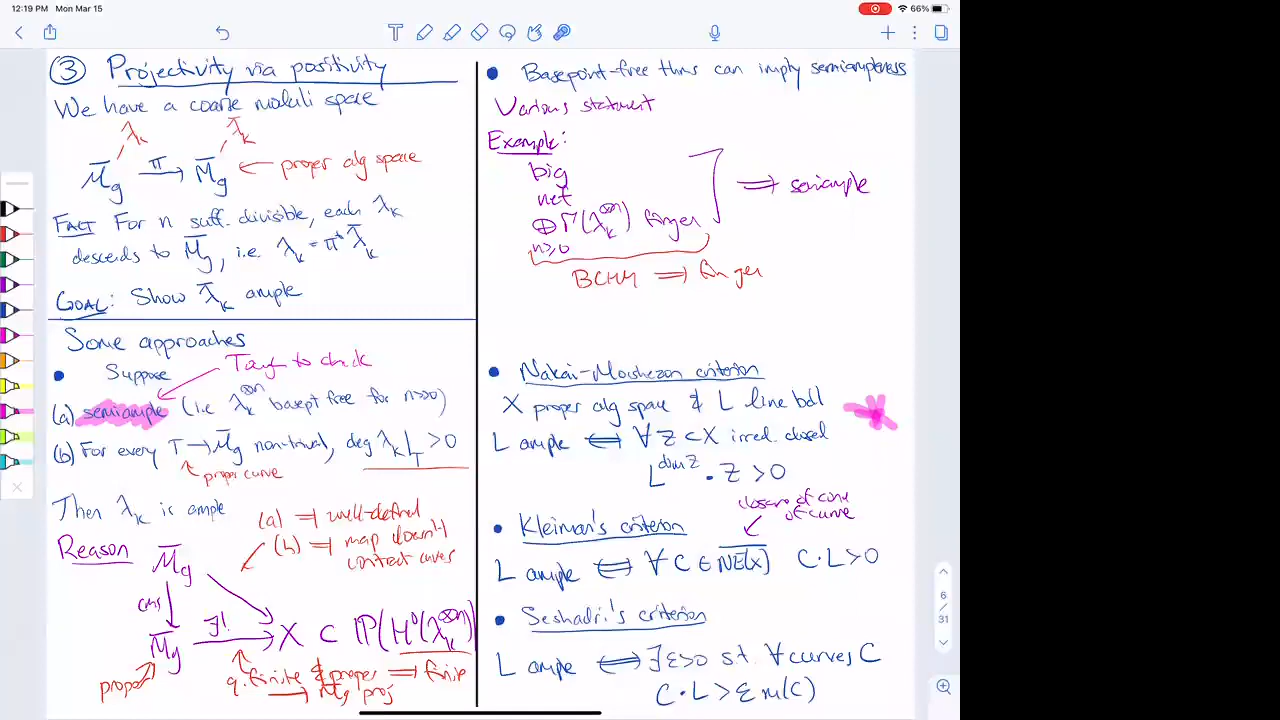 12:19 PM Mon Mar 15
66%
③ Projectivity via positivity
We have a coarse moduli space
λ_k λ̄_k
M̄_g —π→ M̄_g ← proper alg space
FACT For n suff. divisible, each λ_k
descends to M̄_g, i.e. λ_k = π* λ̄_k
GOAL: Show λ̄_k ample
Some approaches
• Suppose
Tough to check
(a) semiample (i.e. λ_k^⊗n basept free for n>>0)
(b) For every T → M̄_g non-trivial, deg λ_k|_T > 0
proper curve
Then λ_k is ample
(a) ⇒ well-defined
(b) ⇒ map doesn't
contract curves
Reason M̄_g
cms
M̄_g —∃!→ X ⊂ ℙ(H⁰(λ_k^⊗n))
proper
q. finite & proper ⇒ finite
→ M̄_g proj
• Basepoint-free thms can imply semiampleness
Various statement
Example:
big
nef
⊕ Γ(λ_k^⊗n) fin gen
n≥0
⇒ semiample
BCHM ⇒ fin gen
• Nakai-Moishezon criterion
X proper alg space & L line bdl
L ample ⟺ ∀ Z ⊂ X irred. closed
L^dim Z · Z > 0
closure of cone
of curve
• Kleiman's criterion
L ample ⟺ ∀ C ∈ NE(X) C·L > 0
• Seshadri's criterion
L ample ⟺ ∃ε>0 s.t. ∀ curves C
C·L > ε m(C)
6
/
31